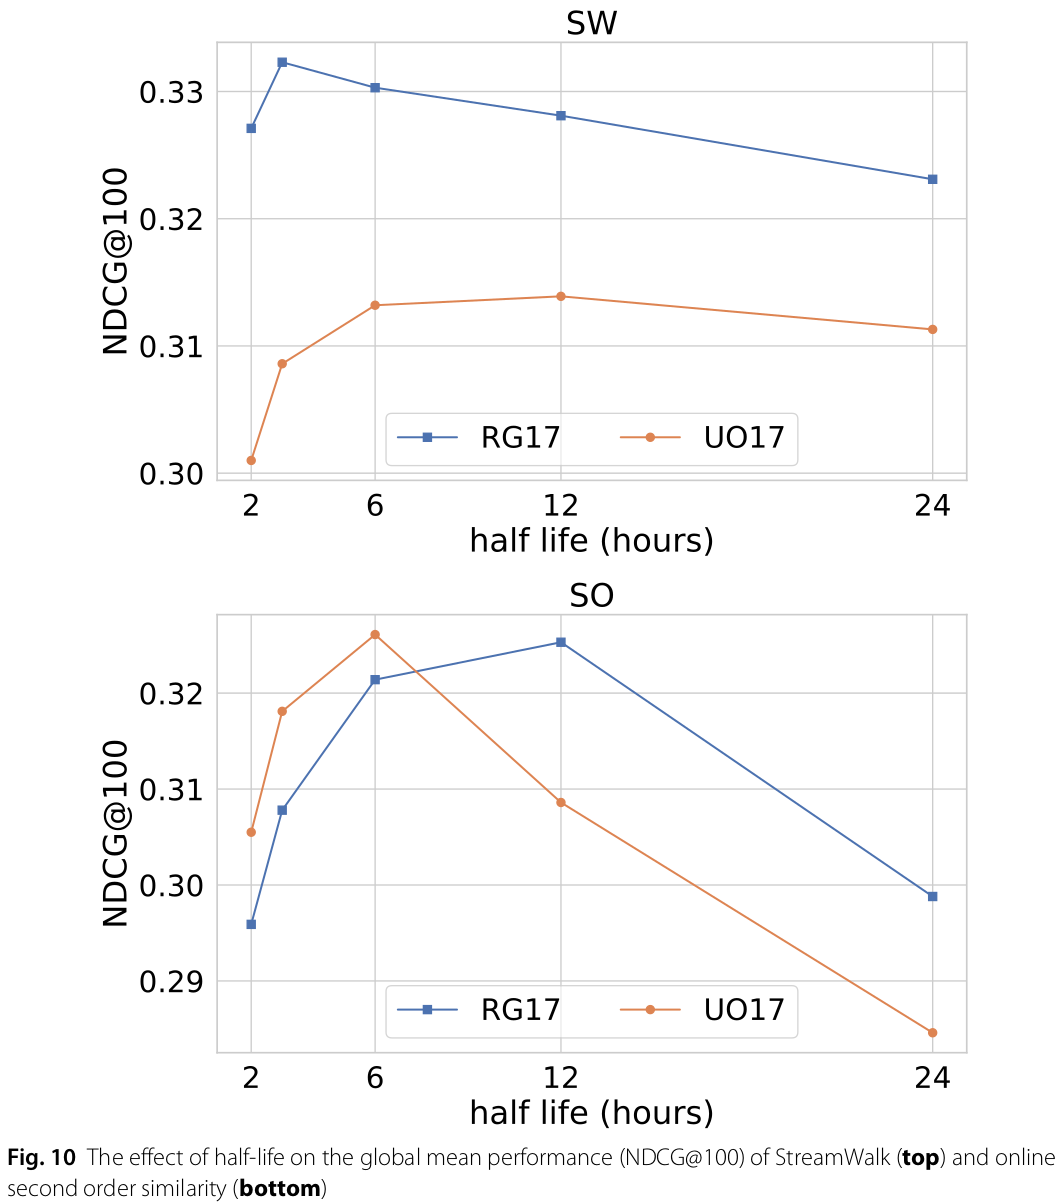 SW
NDCG@100
0.33
0.32
0.31
0.30
RG17 UO17
2 6 12 24
half life (hours)
SO
NDCG@100
0.32
0.31
0.30
0.29
RG17 UO17
2 6 12 24
half life (hours)
Fig. 10 The effect of half-life on the global mean performance (NDCG@100) of StreamWalk (top) and online
second order similarity (bottom)